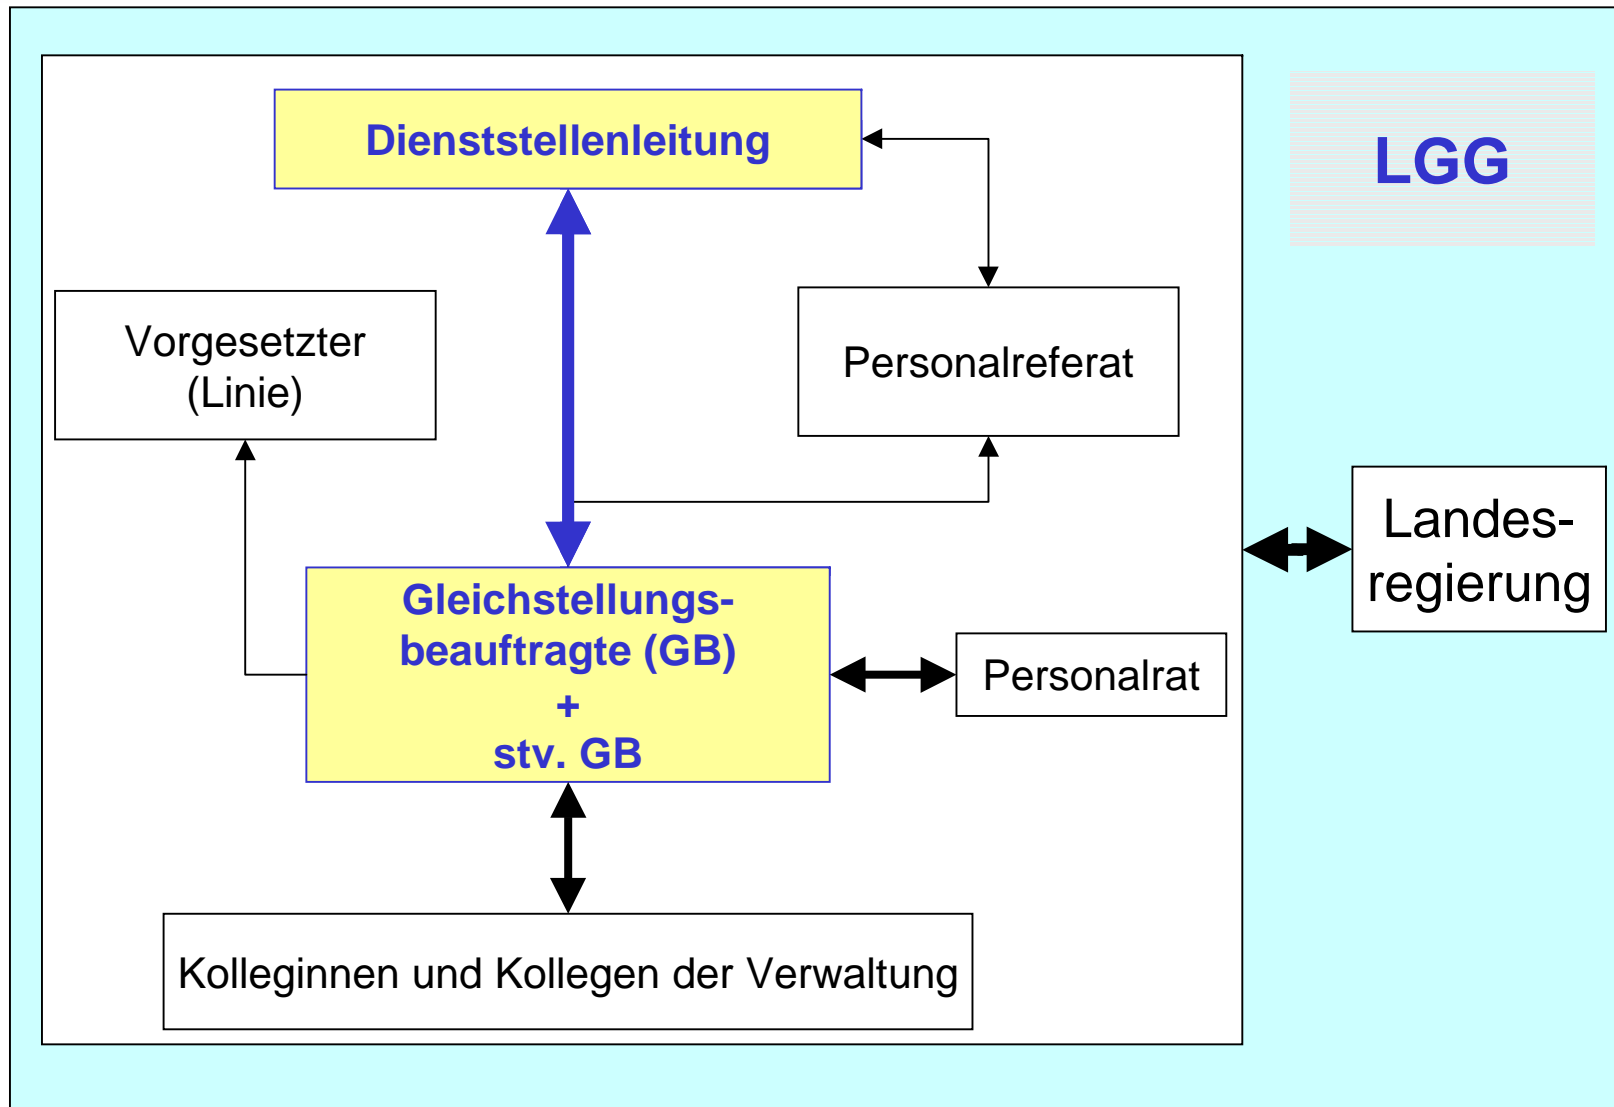 Dienststellenleitung
LGG
Vorgesetzter
(Linie)
Personalreferat
Landes-
regierung
Gleichstellungs-
beauftragte (GB)
+
stv. GB
Personalrat
Kolleginnen und Kollegen der Verwaltung